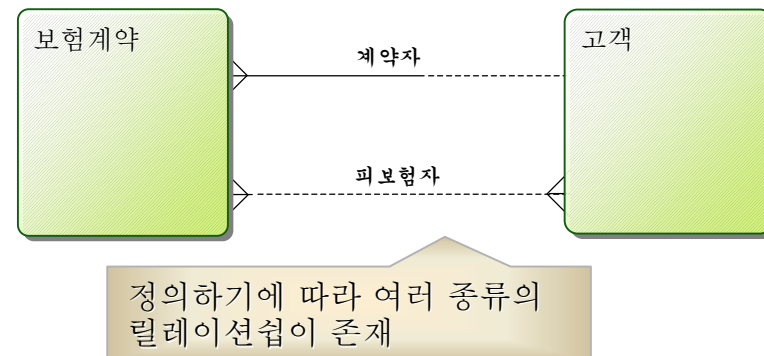 보험계약
계약자
고객
피보험자
정의하기에 따라 여러 종류의
릴레이션쉽이 존재